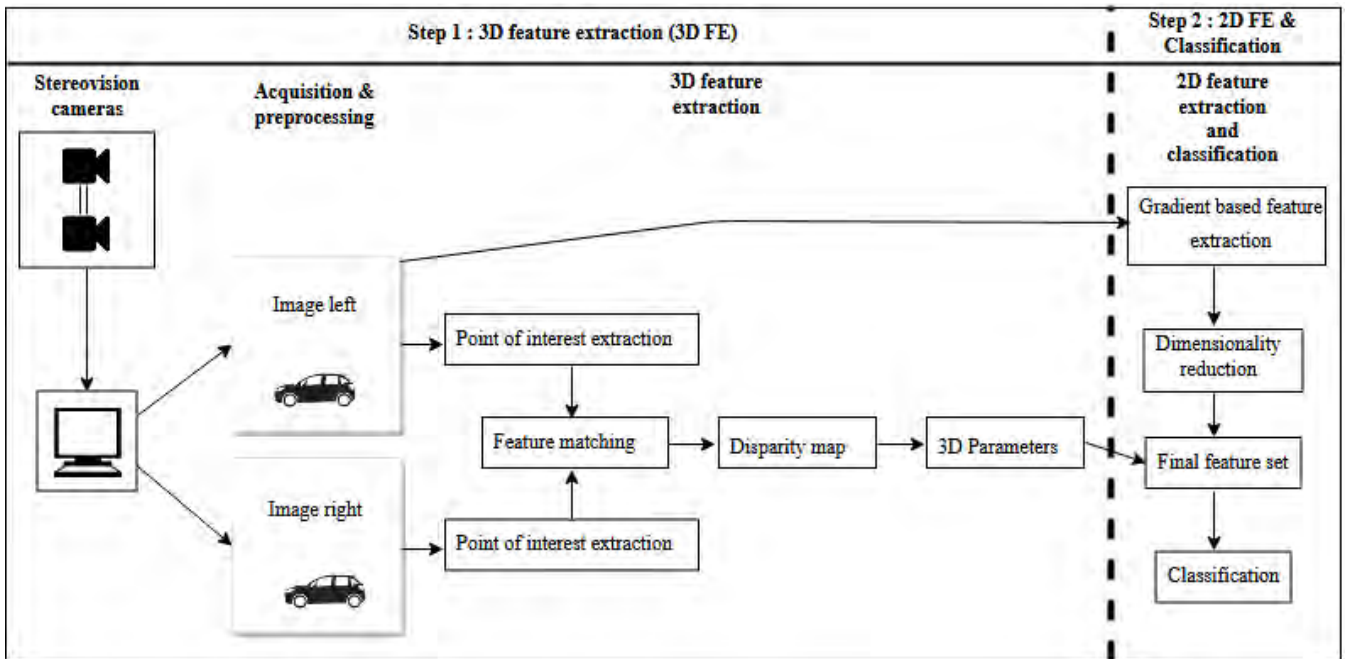 Step 1 : 3D feature extraction (3D FE)
Step 2 : 2D FE &
Classification
Stereovision
cameras
Acquisition &
preprocessing
3D feature
extraction
2D feature
extraction
and
classification
Gradient based feature
extraction
Image left
Point of interest extraction
Dimensionality
reduction
Feature matching
Disparity map
3D Parameters
Final feature set
Image right
Point of interest extraction
Classification